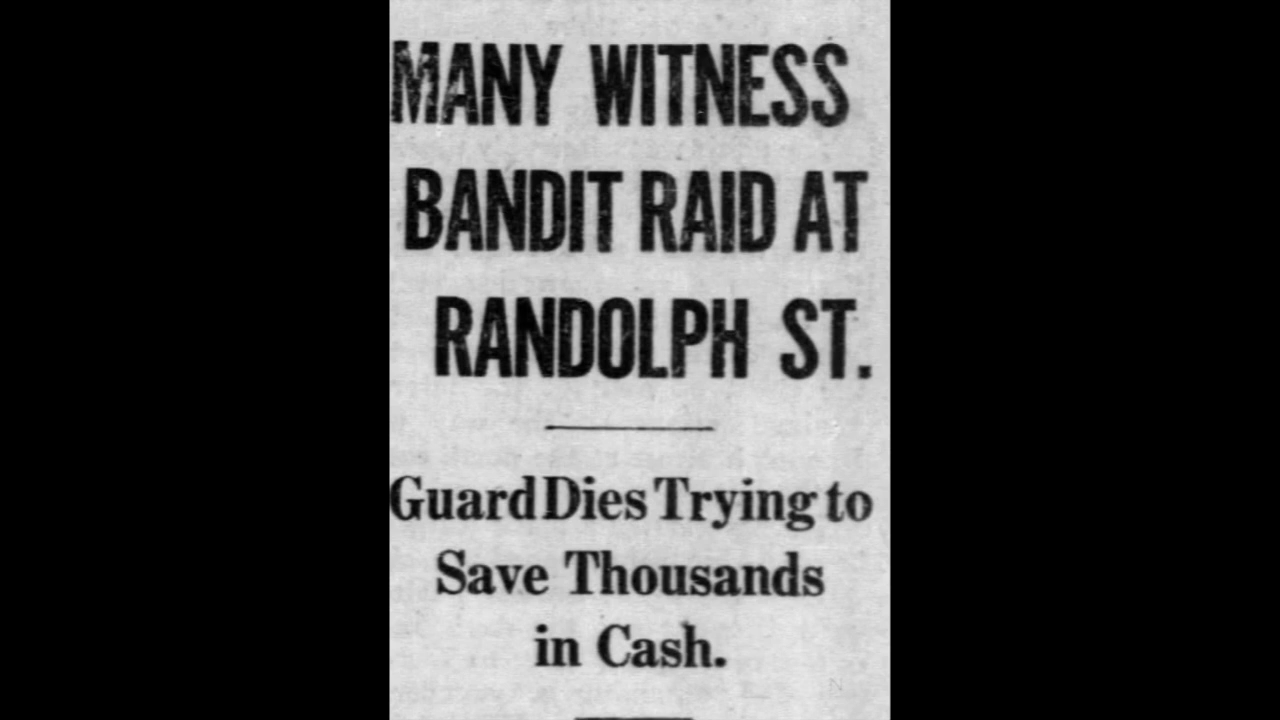 MANY WITNESS
BANDIT RAID AT
RANDOLPH ST.
Guard Dies Trying to
Save Thousands
in Cash.